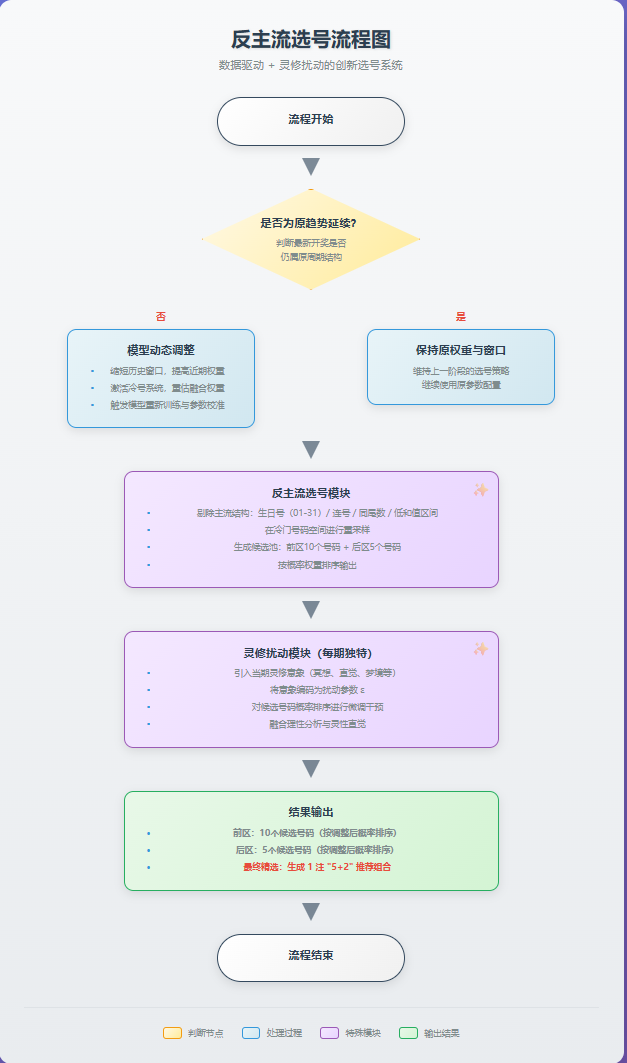 反主流选号流程图
数据驱动 + 灵修扰动的创新选号系统
流程开始
是否为原趋势延续?
判断最新开奖是否
仍属原周期结构
否
是
模型动态调整
• 缩短历史窗口，提高近期权重
• 激活冷号系统，重估融合权重
• 触发模型重新训练与参数校准
保持原权重与窗口
维持上一阶段的选号策略
继续使用原参数配置
反主流选号模块
• 剔除主流结构：生日号（01-31）/ 连号 / 同尾数 / 低和值区间
• 在冷门号码空间进行重采样
• 生成候选池：前区10个号码 + 后区5个号码
• 按概率权重排序输出
灵修扰动模块（每期独特）
• 引入当期灵修意象（冥想、直觉、梦境等）
• 将意象编码为扰动参数 ε
• 对候选号码概率排序进行微调干预
• 融合理性分析与灵性直觉
结果输出
• 前区：10个候选号码（按调整后概率排序）
• 后区：5个候选号码（按调整后概率排序）
• 最终精选：生成 1 注 "5+2" 推荐组合
流程结束
判断节点
处理过程
特殊模块
输出结果